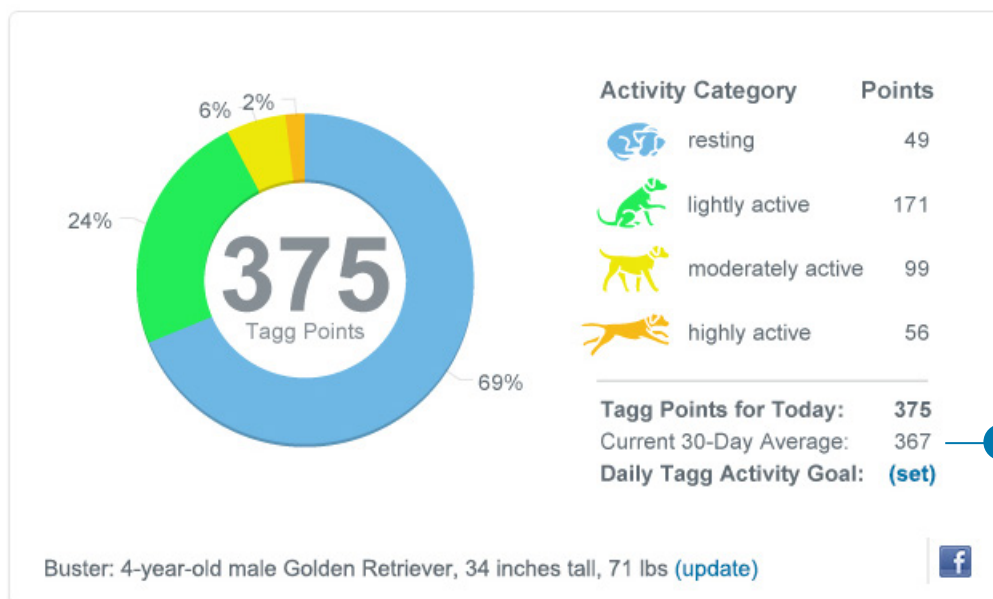 6% 2%
24%
69%
375
Tagg Points
Activity Category Points
resting 49
lightly active 171
moderately active 99
highly active 56
Tagg Points for Today: 375
Current 30-Day Average: 367
Daily Tagg Activity Goal: (set)
Buster: 4-year-old male Golden Retriever, 34 inches tall, 71 lbs (update)
f